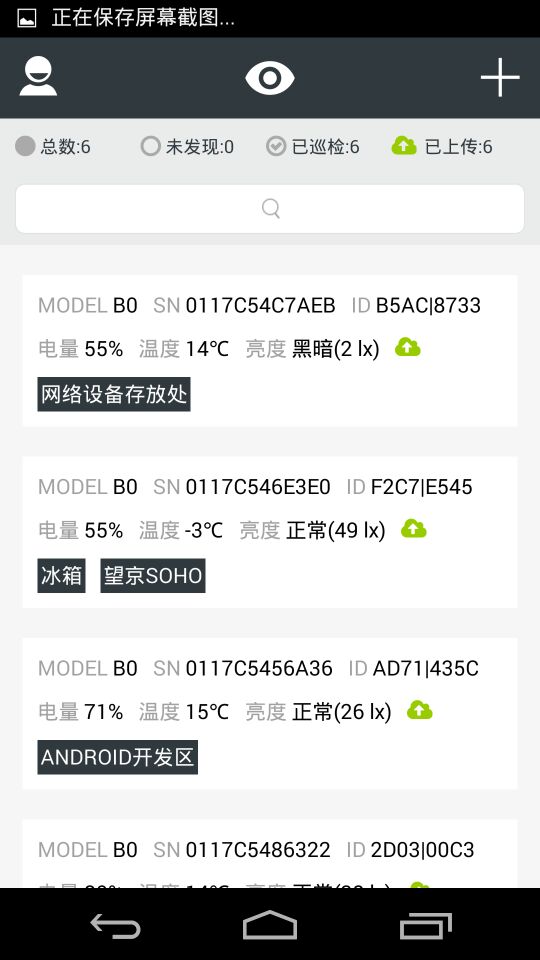 正在保存屏幕截图...
总数:6 未发现:0 已巡检:6 已上传:6
MODEL B0 SN 0117C54C7AEB ID B5AC|8733
电量 55% 温度 14℃ 亮度 黑暗(2 lx)
网络设备存放处
MODEL B0 SN 0117C546E3E0 ID F2C7|E545
电量 55% 温度 -3℃ 亮度 正常(49 lx)
冰箱 望京SOHO
MODEL B0 SN 0117C5456A36 ID AD71|435C
电量 71% 温度 15℃ 亮度 正常(26 lx)
ANDROID开发区
MODEL B0 SN 0117C5486322 ID 2D03|00C3